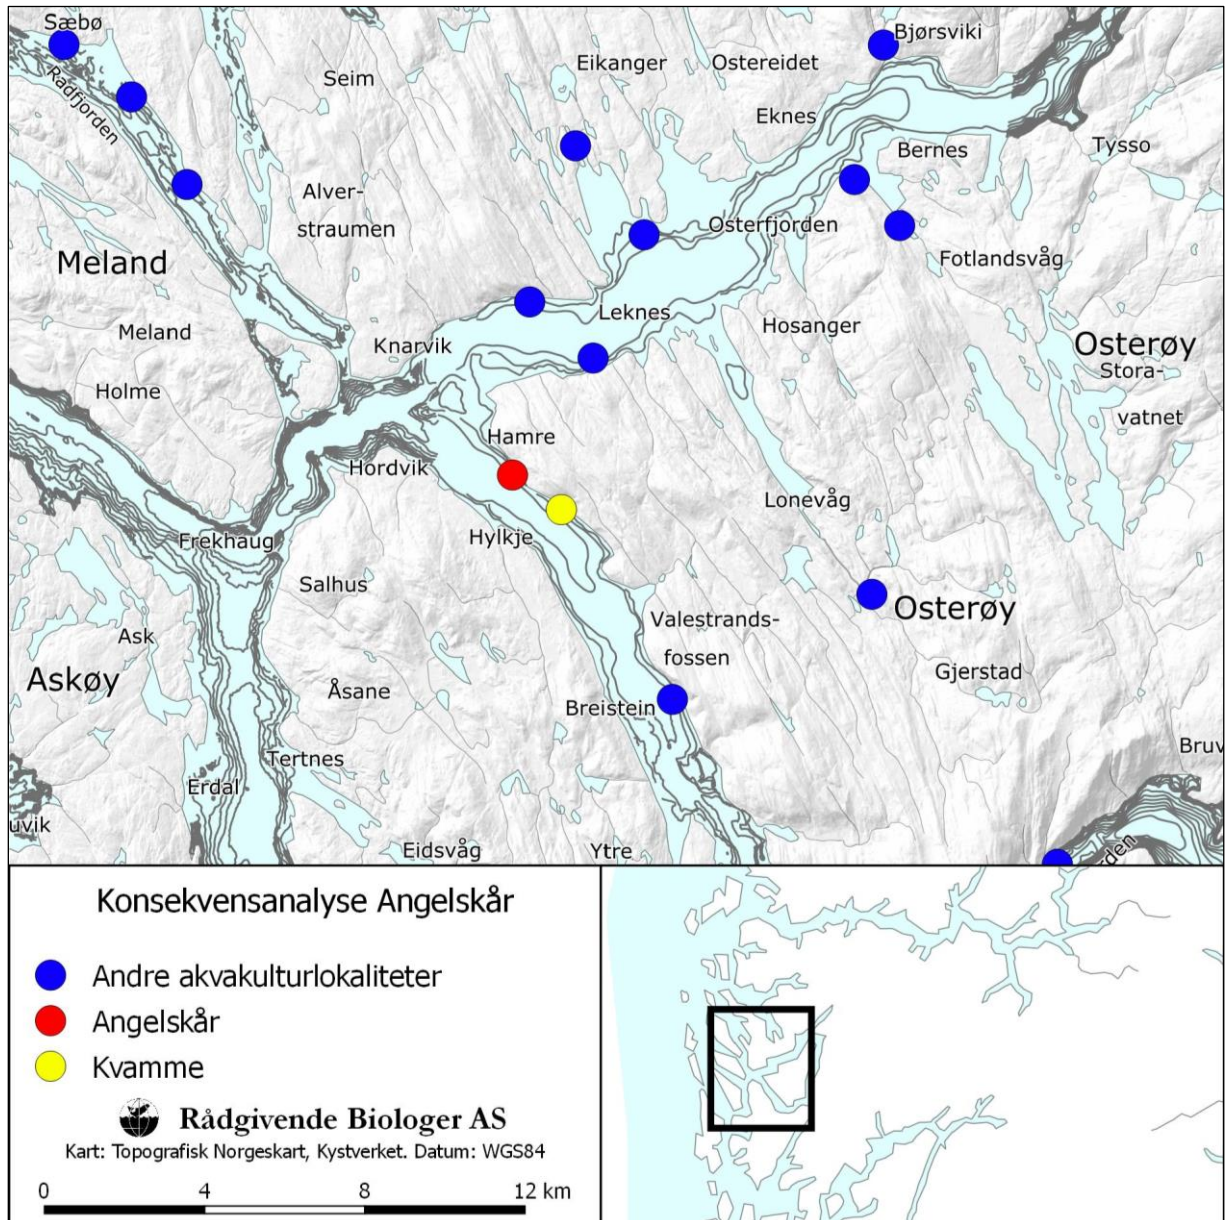 Sæbø
Bjørsviki
Seim
Eikanger
Ostereidet
Radfjorden
Eknes
Tysso
Bernes
Alver-
straumen
Osterfjorden
Meland
Fotlandsvåg
Leknes
Hosanger
Meland
Knarvik
Osterøy
Stora-
vatnet
Holme
Hamre
Hordvik
Lonevåg
Frekhaug
Hylkje
Salhus
Osterøy
Valestrands-
fossen
Ask
Askøy
Gjerstad
Åsane
Breistein
Bruv
Tertnes
Erdal
uvik
Eidsvåg
Ytre
rden
Konsekvensanalyse Angelskår
Andre akvakulturlokaliteter
Angelskår
Kvamme
Rådgivende Biologer AS
Kart: Topografisk Norgeskart, Kystverket. Datum: WGS84
0 4 8 12 km